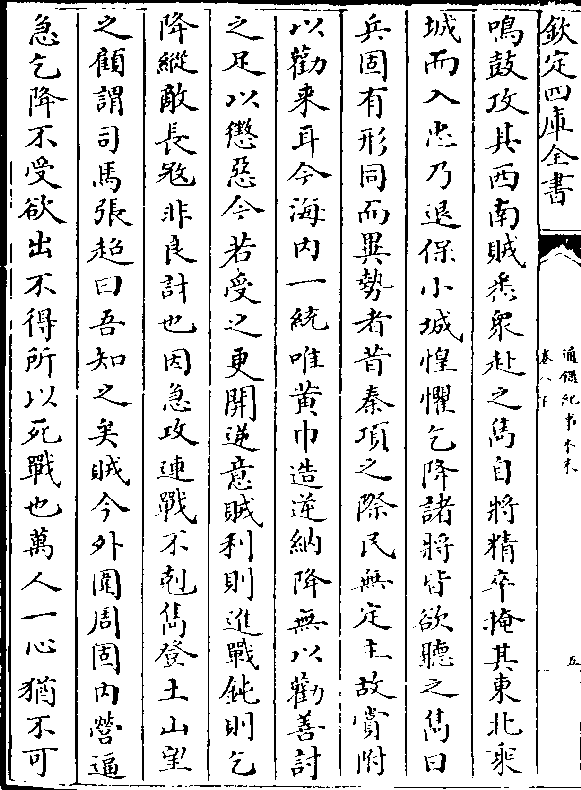 欽定四庫全書
通鑑紀事本末
卷八下
五
鳴鼓攻其西南賊悉衆赴之雋自將精卒掩其東北乘
城而入忠乃退保小城惶懼乞降諸將皆欲聽之雋曰
兵固有形同而異勢者昔秦項之際民無定主故賞附
以勸来耳今海内一統唯黄巾造逆納降無以勸善討
之足以懲惡今若受之更開逆意賊利則進戰鈍則乞
降縱敵長冦非良計也因急攻連戰不剋雋登土山望
之顧謂司馬張超曰吾知之矣賊今外圍周固内營逼
急乞降不受欲出不得所以死戰也萬人一心猶不可